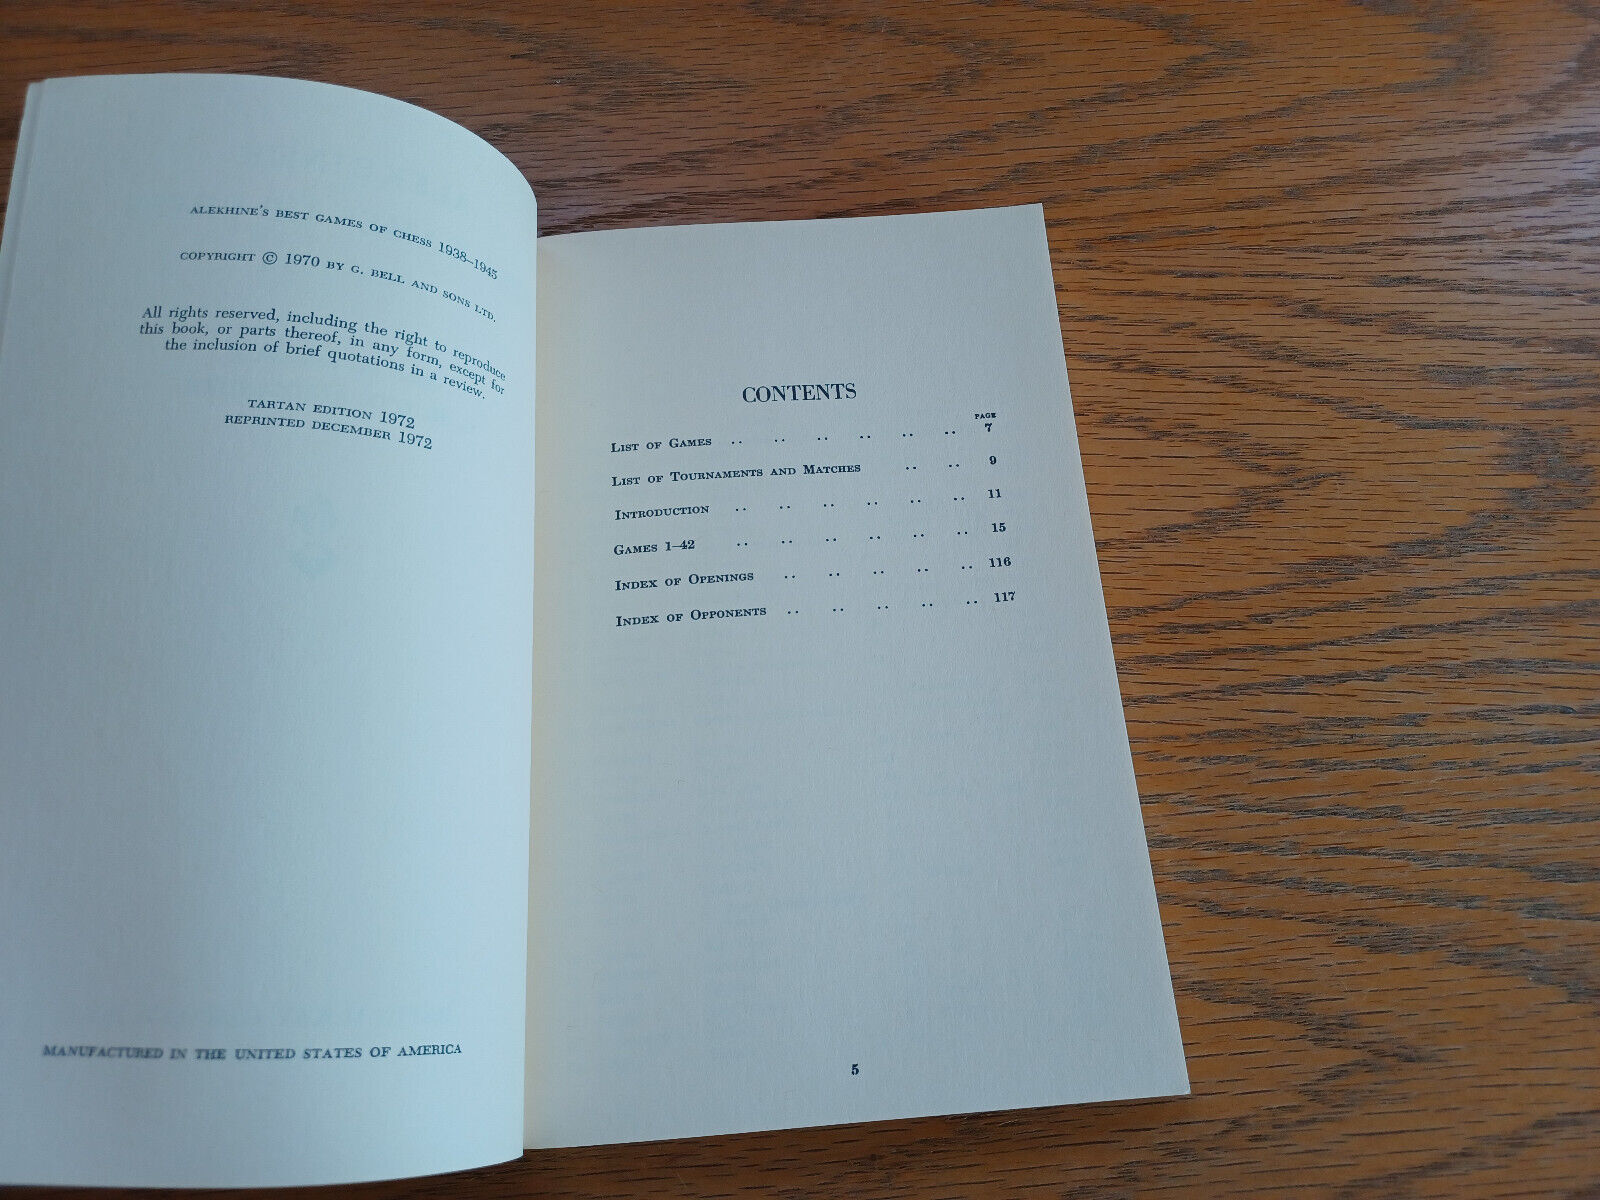 ALEKHINE'S BEST GAMES OF CHESS 1938–1945
COPYRIGHT © 1970 BY G. BELL AND SONS LTD.
All rights reserved, including the right to reproduce
this book, or parts thereof, in any form, except for
the inclusion of brief quotations in a review.
TARTAN EDITION 1972
REPRINTED DECEMBER 1972
MANUFACTURED IN THE UNITED STATES OF AMERICA
CONTENTS
PAGE
LIST OF GAMES .. .. .. .. .. .. 7
LIST OF TOURNAMENTS AND MATCHES .. .. 9
INTRODUCTION .. .. .. .. .. .. 11
GAMES 1–42 .. .. .. .. .. .. 15
INDEX OF OPENINGS .. .. .. .. .. 116
INDEX OF OPPONENTS .. .. .. .. .. 117
5